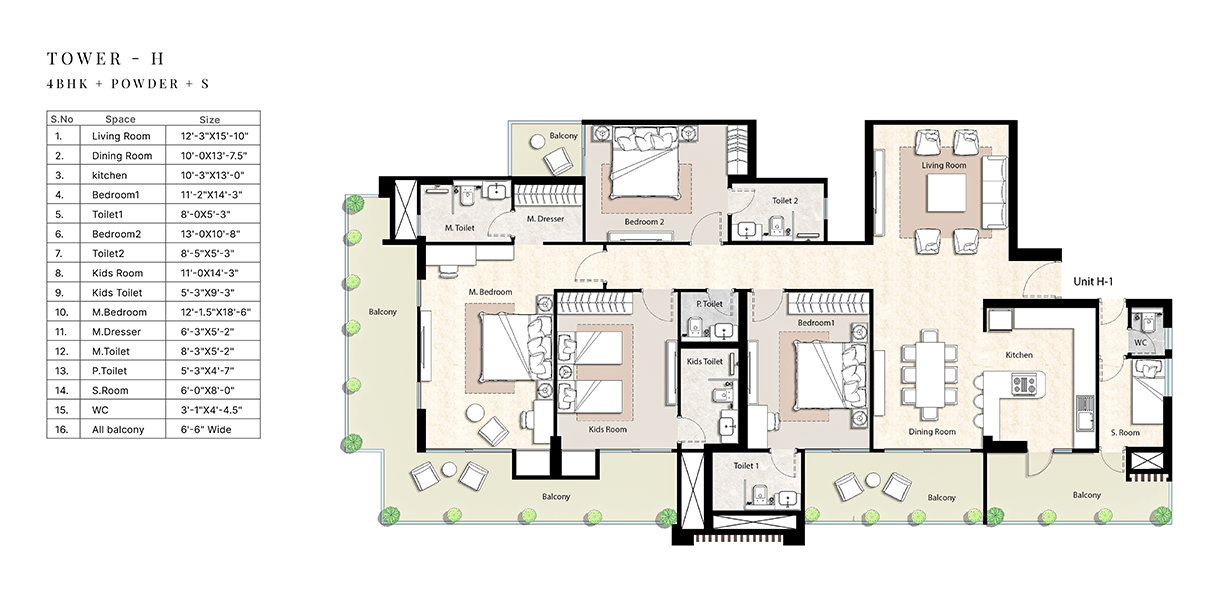 TOWER - H
4BHK + POWDER + S
S.No Space Size
1. Living Room 12'-3"X15'-10"
2. Dining Room 10'-0X13'-7.5"
3. kitchen 10'-3"X13'-0"
4. Bedroom1 11'-2"X14'-3"
5. Toilet1 8'-0X5'-3"
6. Bedroom2 13'-0X10'-8"
7. Toilet2 8'-5"X5'-3"
8. Kids Room 11'-0X14'-3"
9. Kids Toilet 5'-3"X9'-3"
10. M.Bedroom 12'-1.5"X18'-6"
11. M.Dresser 6'-3"X5'-2"
12. M.Toilet 8'-3"X5'-2"
13. P.Toilet 5'-3"X4'-7"
14. S.Room 6'-0"X8'-0"
15. WC 3'-1"X4'-4.5"
16. All balcony 6'-6" Wide
Balcony
Living Room
Toilet 2
M. Dresser
Bedroom 2
M. Toilet
Unit H-1
M. Bedroom
P. Toilet
Balcony
Bedroom1
WC
Kitchen
Kids Toilet
Kids Room
Dining Room
S. Room
Toilet 1
Balcony
Balcony
Balcony